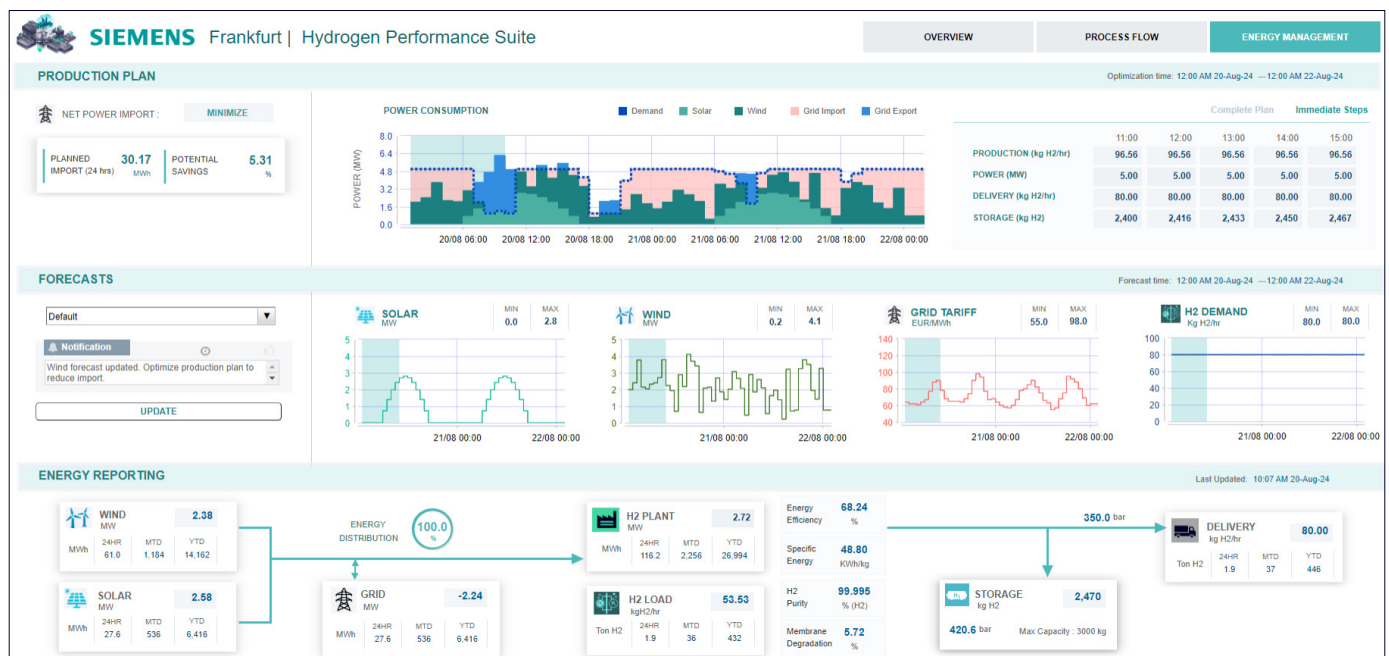 SIEMENS Frankfurt | Hydrogen Performance Suite
OVERVIEW
PROCESS FLOW
ENERGY MANAGEMENT
PRODUCTION PLAN
Optimization time: 12:00 AM 20-Aug-24 — 12:00 AM 22-Aug-24
NET POWER IMPORT :
MINIMIZE
PLANNED IMPORT (24 hrs)
30.17 MWh
POTENTIAL SAVINGS
5.31 %
POWER CONSUMPTION
Demand Solar Wind Grid Import Grid Export
POWER (MW)
8.0
6.4
4.8
3.2
1.6
0.0
20/08 06:00 20/08 12:00 20/08 18:00 21/08 00:00 21/08 06:00 21/08 12:00 21/08 18:00 22/08 00:00
Complete Plan Immediate Steps
11:00 12:00 13:00 14:00 15:00
PRODUCTION (kg H2/hr) 96.56 96.56 96.56 96.56 96.56
POWER (MW) 5.00 5.00 5.00 5.00 5.00
DELIVERY (kg H2/hr) 80.00 80.00 80.00 80.00 80.00
STORAGE (kg H2) 2,400 2,416 2,433 2,450 2,467
FORECASTS
Forecast time: 12:00 AM 20-Aug-24 — 12:00 AM 22-Aug-24
Default
Notification
Wind forecast updated. Optimize production plan to
reduce import.
UPDATE
SOLAR
MW
MIN MAX
0.0 2.8
5
4
3
2
1
0
21/08 00:00 22/08 00:00
WIND
MW
MIN MAX
0.2 4.1
5
4
3
2
1
0
21/08 00:00 22/08 00:00
GRID TARIFF
EUR/MWh
MIN MAX
55.0 98.0
140
120
100
80
60
40
21/08 00:00 22/08 00:00
H2 DEMAND
Kg H2/hr
MIN MAX
80.0 80.0
100
80
60
40
20
0
21/08 00:00 22/08 00:00
ENERGY REPORTING
Last Updated: 10:07 AM 20-Aug-24
WIND
MW
2.38
24HR MTD YTD
MWh 61.0 1,184 14,162
SOLAR
MW
2.58
24HR MTD YTD
MWh 27.6 536 6,416
ENERGY
DISTRIBUTION
100.0
%
GRID
MW
-2.24
24HR MTD YTD
MWh 27.6 536 6,416
H2 PLANT
MW
2.72
24HR MTD YTD
MWh 116.2 2,256 26,994
H2 LOAD
kgH2/hr
53.53
24HR MTD YTD
Ton H2 1.9 36 432
Energy 68.24
Efficiency %
Specific 48.80
Energy KWh/kg
H2 99.995
Purity % (H2)
Membrane 5.72
Degradation %
350.0 bar
STORAGE
kg H2
2,470
420.6 bar Max Capacity : 3000 kg
DELIVERY
kg H2/hr
80.00
24HR MTD YTD
Ton H2 1.9 37 446